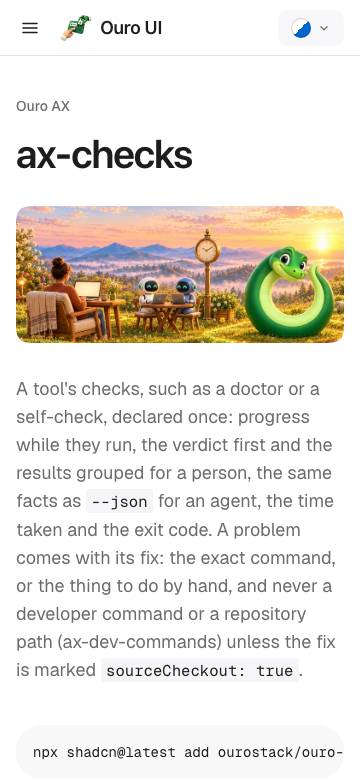 Ouro UI
Ouro AX
ax-checks
A tool's checks, such as a doctor or a
self-check, declared once: progress
while they run, the verdict first and the
results grouped for a person, the same
facts as --json for an agent, the time
taken and the exit code. A problem
comes with its fix: the exact command,
or the thing to do by hand, and never a
developer command or a repository
path (ax-dev-commands) unless the fix
is marked sourceCheckout: true.
npx shadcn@latest add ourostack/ouro-